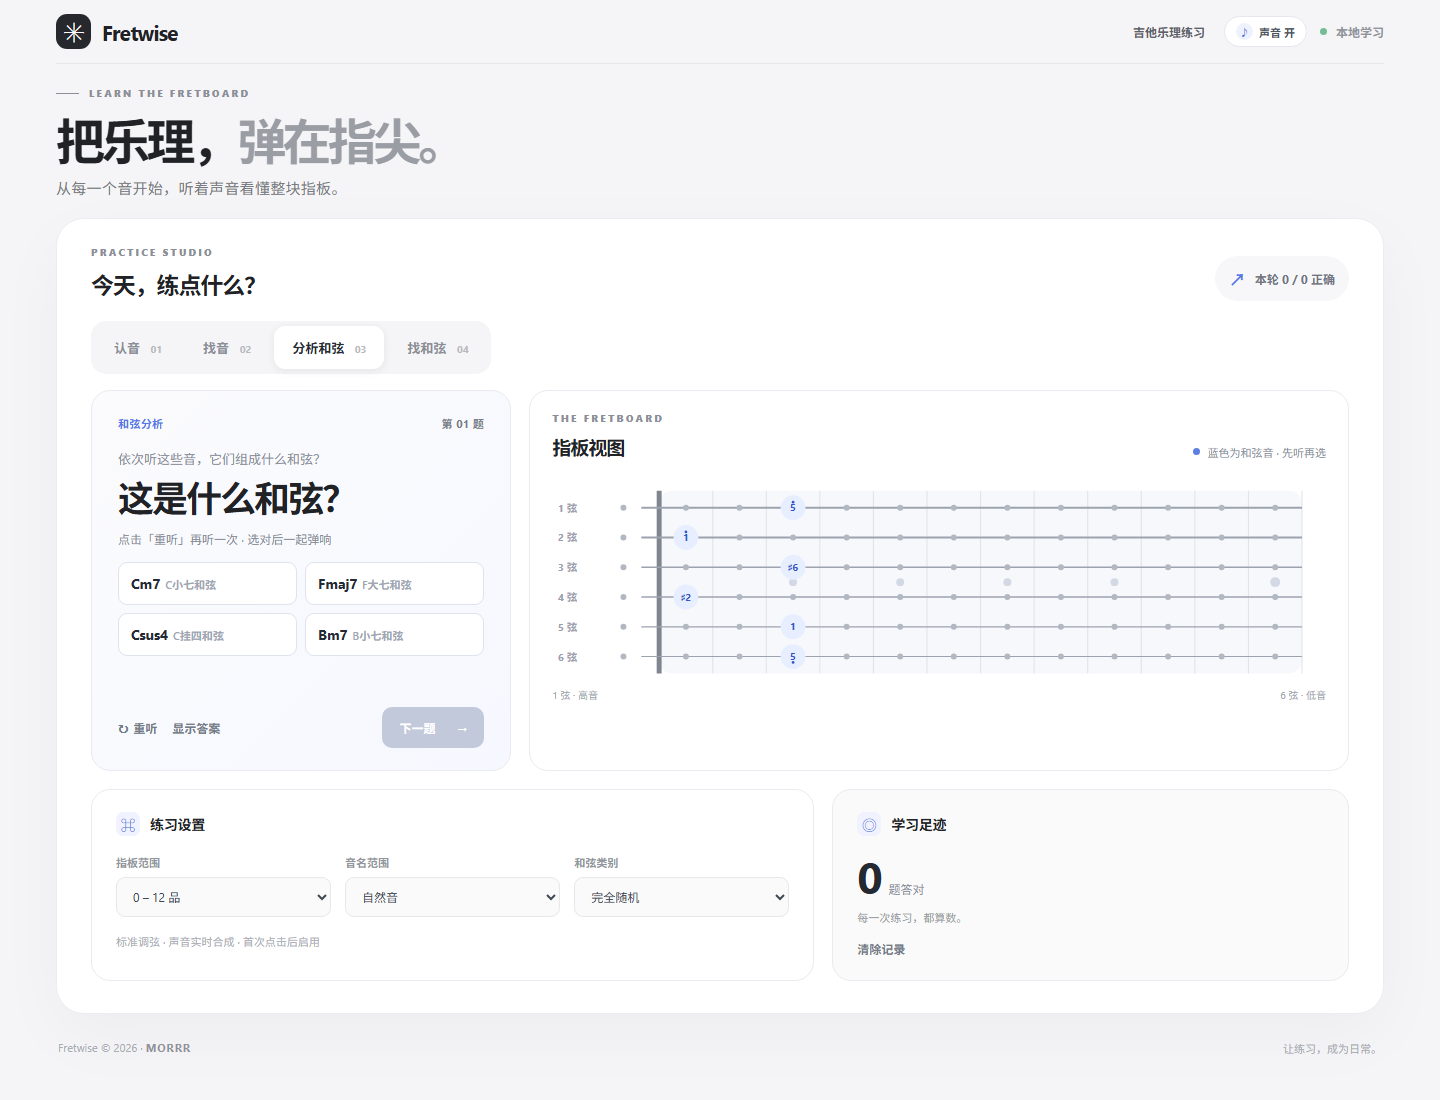 Fretwise
吉他乐理练习
♪ 声音 开
本地学习
LEARN THE FRETBOARD
把乐理，弹在指尖。
从每一个音开始，听着声音看懂整块指板。
PRACTICE STUDIO
今天，练点什么？
↗ 本轮 0 / 0 正确
认音 01
找音 02
分析和弦 03
找和弦 04
和弦分析
第 01 题
依次听这些音，它们组成什么和弦？
这是什么和弦？
点击「重听」再听一次 · 选对后一起弹响
Cm7 C小七和弦
Fmaj7 F大七和弦
Csus4 C挂四和弦
Bm7 B小七和弦
↻ 重听
显示答案
下一题 →
THE FRETBOARD
指板视图
蓝色为和弦音 · 先听再选
1 弦
5
2 弦
1
3 弦
♯6
4 弦
♯2
5 弦
1
6 弦
5
1 弦 · 高音
6 弦 · 低音
⌘ 练习设置
指板范围
0 – 12 品
音名范围
自然音
和弦类别
完全随机
标准调弦 · 声音实时合成 · 首次点击后启用
◎ 学习足迹
0 题答对
每一次练习，都算数。
清除记录
Fretwise © 2026 · MORRR
让练习，成为日常。